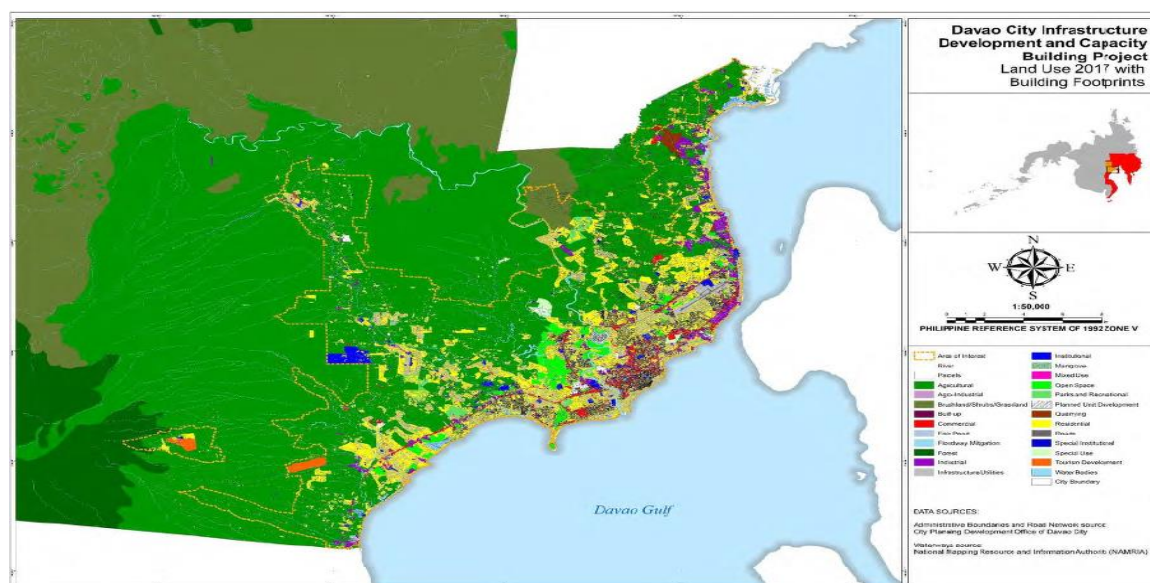 Davao City Infrastructure
Development and Capacity
Building Project
Land Use 2017 with
Building Footprints
N
W
E
S
1:50,000
PHILIPPINE REFERENCE SYSTEM OF 1992 ZONE V
Area of Interest
River
Parcels
Agricultural
Agro-Industrial
Brushland/Shrubs/Grassland
Built-up
Commercial
Fish Pond
Floodway Mitigation
Forest
Industrial
Infrastructure/Utilities
Institutional
Mangrove
Mixed Use
Open Space
Parks and Recreational
Planned Unit Development
Quarrying
Residential
Roads
Special Institutional
Special Use
Tourism Development
Water Bodies
City Boundary
DATA SOURCES:
Administrative Boundaries and Road Network source
City Planning Development Office of Davao City
Waterways source:
National Mapping Resource and Information Authority (NAMRIA)
Davao Gulf